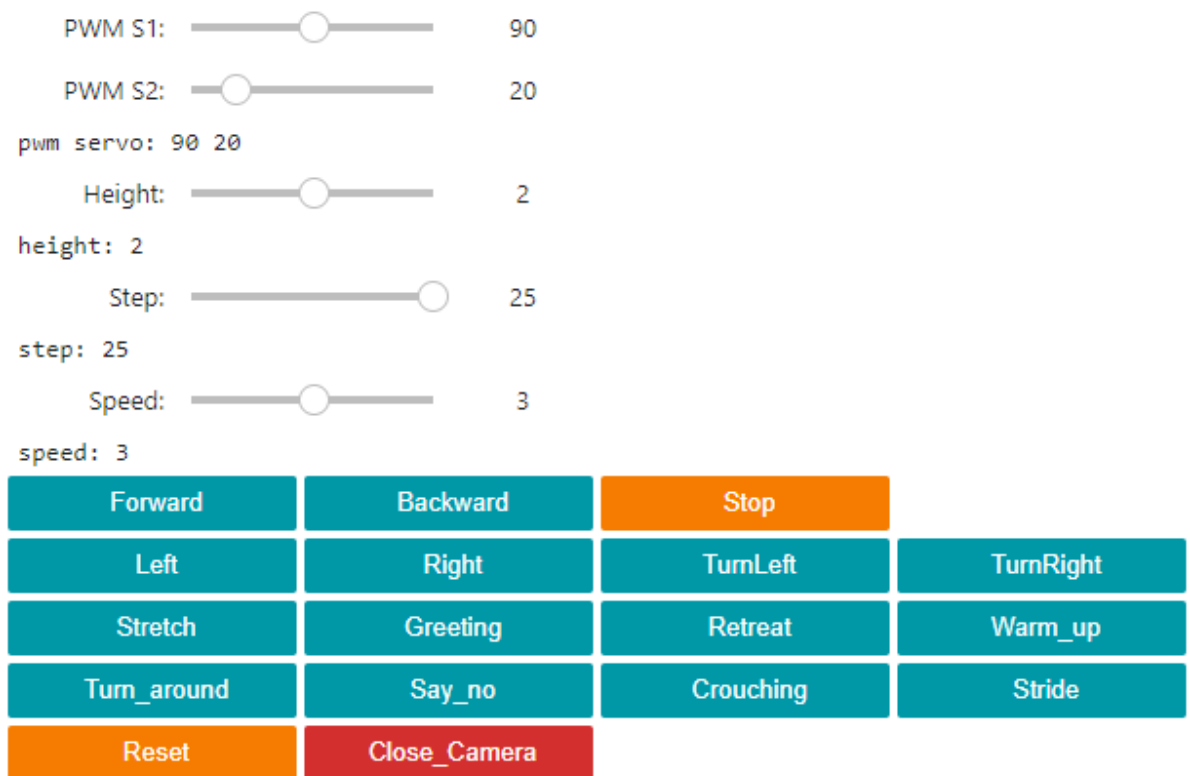 PWM S1: 90
PWM S2: 20
pwm servo: 90 20
Height: 2
height: 2
Step: 25
step: 25
Speed: 3
speed: 3
Forward Backward Stop
Left Right TurnLeft TurnRight
Stretch Greeting Retreat Warm_up
Turn_around Say_no Crouching Stride
Reset Close_Camera